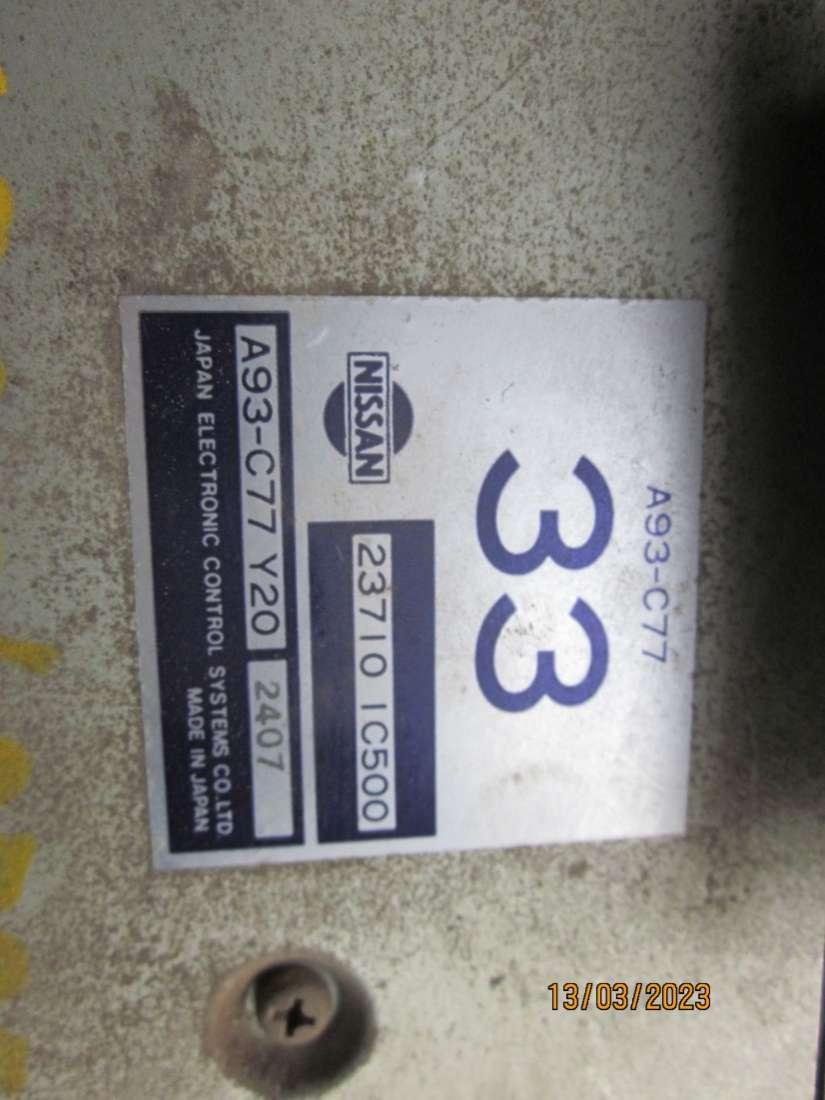 A93-C77
33
NISSAN
23710 1C500
A93-C77 Y20
2407
JAPAN ELECTRONIC CONTROL SYSTEMS CO.LTD.
MADE IN JAPAN
13/03/2023